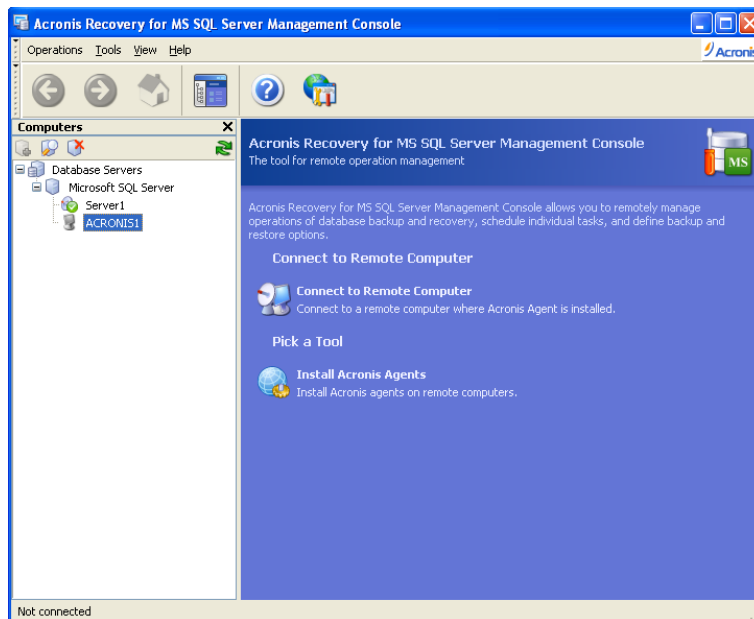 Acronis Recovery for MS SQL Server Management Console
Operations Tools View Help
Acronis
Computers
Database Servers
Microsoft SQL Server
Server1
ACRONIS1
Acronis Recovery for MS SQL Server Management Console
The tool for remote operation management
MS
Acronis Recovery for MS SQL Server Management Console allows you to remotely manage
operations of database backup and recovery, schedule individual tasks, and define backup and
restore options.
Connect to Remote Computer
Connect to Remote Computer
Connect to a remote computer where Acronis Agent is installed.
Pick a Tool
Install Acronis Agents
Install Acronis agents on remote computers.
Not connected